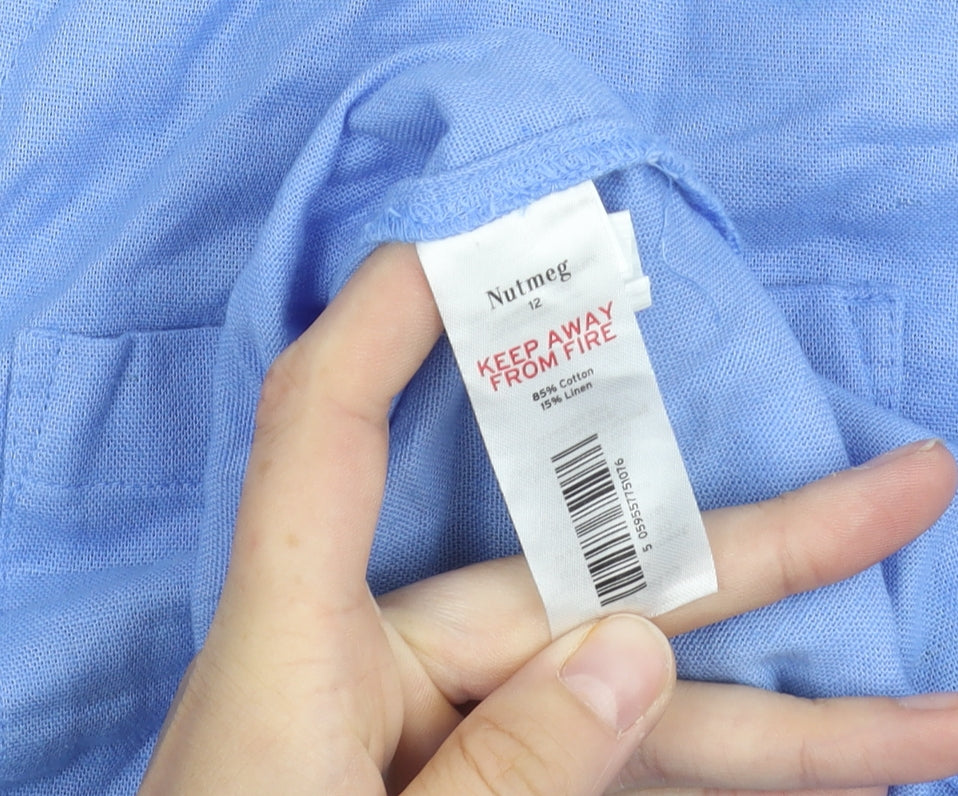 Nutmeg
12
KEEP AWAY
FROM FIRE
85% Cotton
15% Linen
5 059557751076